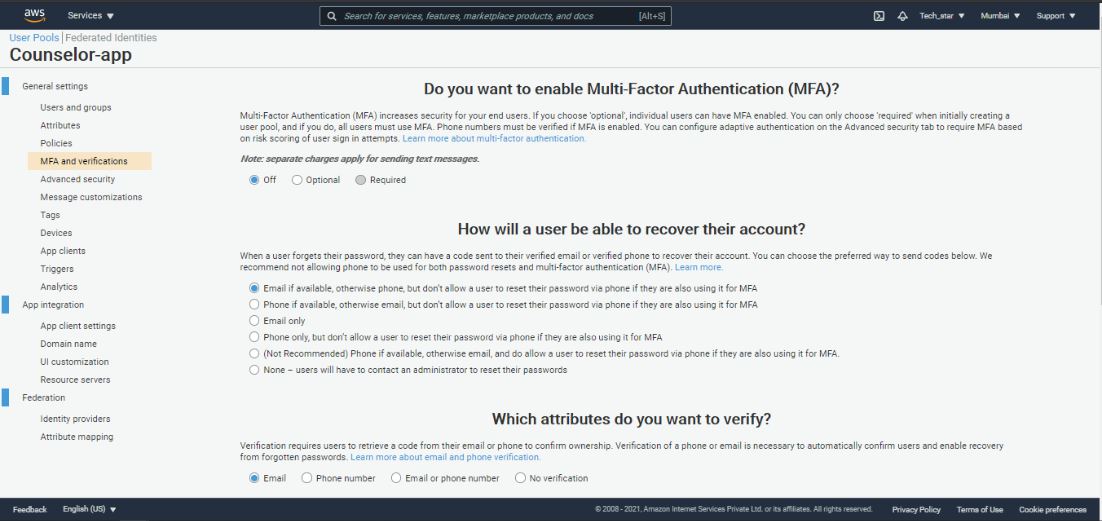 aws
Services
Search for services, features, marketplace products, and docs [Alt+S]
Tech_star
Mumbai
Support
User Pools | Federated Identities
Counselor-app
General settings
Users and groups
Attributes
Policies
MFA and verifications
Advanced security
Message customizations
Tags
Devices
App clients
Triggers
Analytics
App integration
App client settings
Domain name
UI customization
Resource servers
Federation
Identity providers
Attribute mapping
Do you want to enable Multi-Factor Authentication (MFA)?
Multi-Factor Authentication (MFA) increases security for your end users. If you choose 'optional', individual users can have MFA enabled. You can only choose 'required' when initially creating a
user pool, and if you do, all users must use MFA. Phone numbers must be verified if MFA is enabled. You can configure adaptive authentication on the Advanced security tab to require MFA based
on risk scoring of user sign in attempts. Learn more about multi-factor authentication.
Note: separate charges apply for sending text messages.
Off Optional Required
How will a user be able to recover their account?
When a user forgets their password, they can have a code sent to their verified email or verified phone to recover their account. You can choose the preferred way to send codes below. We
recommend not allowing phone to be used for both password resets and multi-factor authentication (MFA). Learn more.
Email if available, otherwise phone, but don't allow a user to reset their password via phone if they are also using it for MFA
Phone if available, otherwise email, but don't allow a user to reset their password via phone if they are also using it for MFA
Email only
Phone only, but don't allow a user to reset their password via phone if they are also using it for MFA
(Not Recommended) Phone if available, otherwise email, and do allow a user to reset their password via phone if they are also using it for MFA.
None – users will have to contact an administrator to reset their passwords
Which attributes do you want to verify?
Verification requires users to retrieve a code from their email or phone to confirm ownership. Verification of a phone or email is necessary to automatically confirm users and enable recovery
from forgotten passwords. Learn more about email and phone verification.
Email Phone number Email or phone number No verification
Feedback English (US) © 2008 - 2021, Amazon Internet Services Private Ltd. or its affiliates. All rights reserved. Privacy Policy Terms of Use Cookie preferences